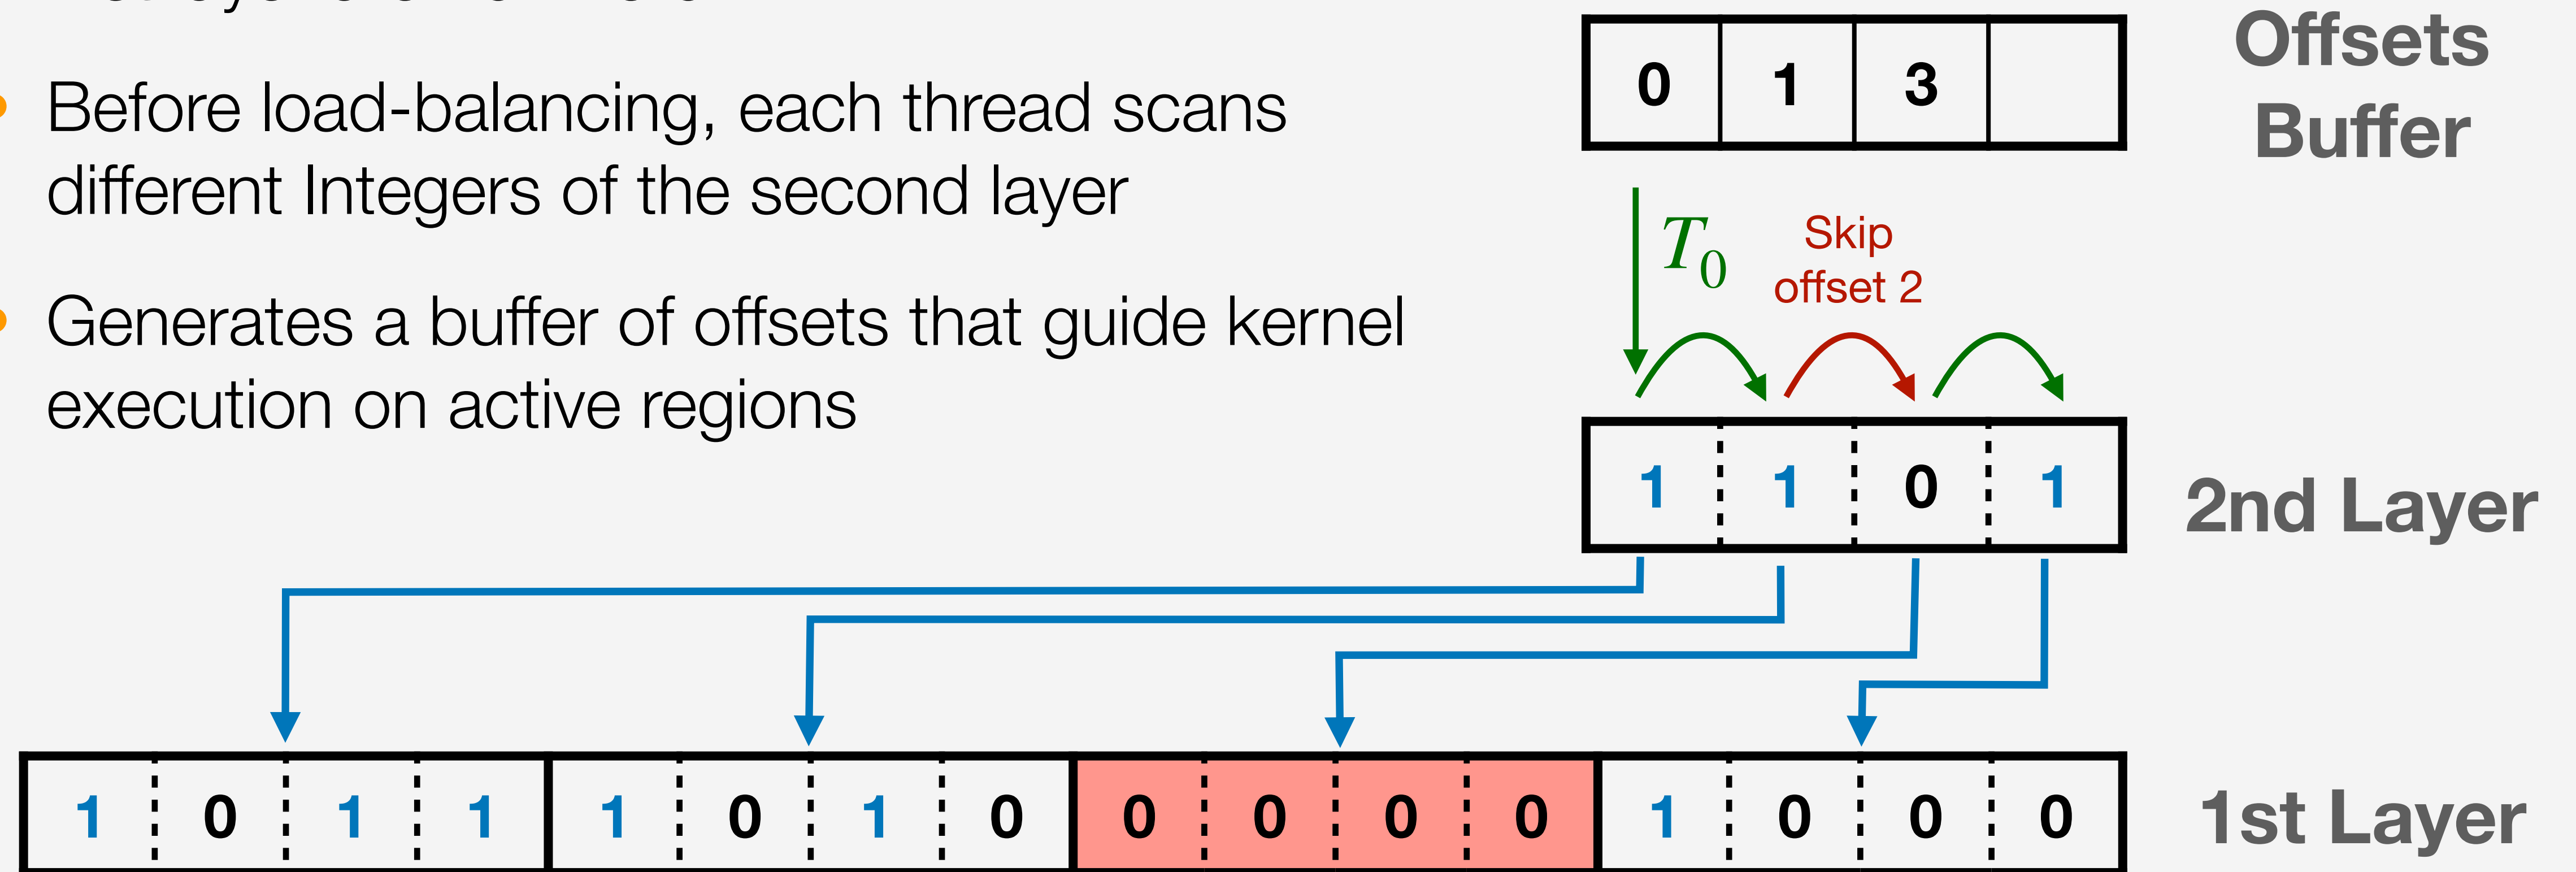 Before load-balancing, each thread scans
different Integers of the second layer
Generates a buffer of offsets that guide kernel
execution on active regions
0 1 3
Offsets
Buffer
T0
Skip
offset 2
1 1 0 1
2nd Layer
1 0 1 1 1 0 1 0 0 0 0 0 1 0 0 0
1st Layer